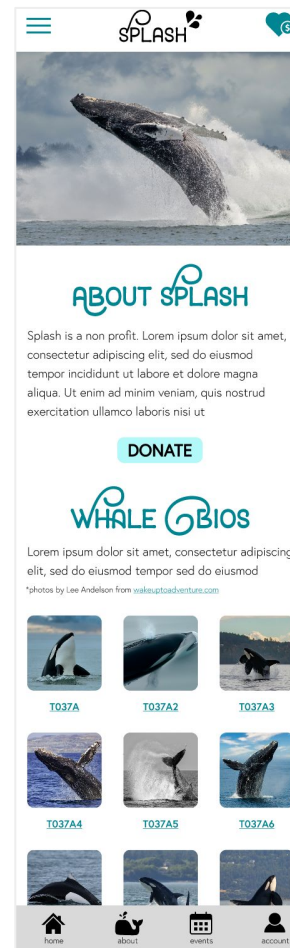 SPLASH
$
ABOUT SPLASH
Splash is a non profit. Lorem ipsum dolor sit amet,
consectetur adipiscing elit, sed do eiusmod
tempor incididunt ut labore et dolore magna
aliqua. Ut enim ad minim veniam, quis nostrud
exercitation ullamco laboris nisi ut
DONATE
WHALE BIOS
Lorem ipsum dolor sit amet, consectetur adipiscing
elit, sed do eiusmod tempor sed do eiusmod
*photos by Lee Andelson from wakeuptoadventure.com
T037A T037A2 T037A3
T037A4 T037A5 T037A6
home about events account